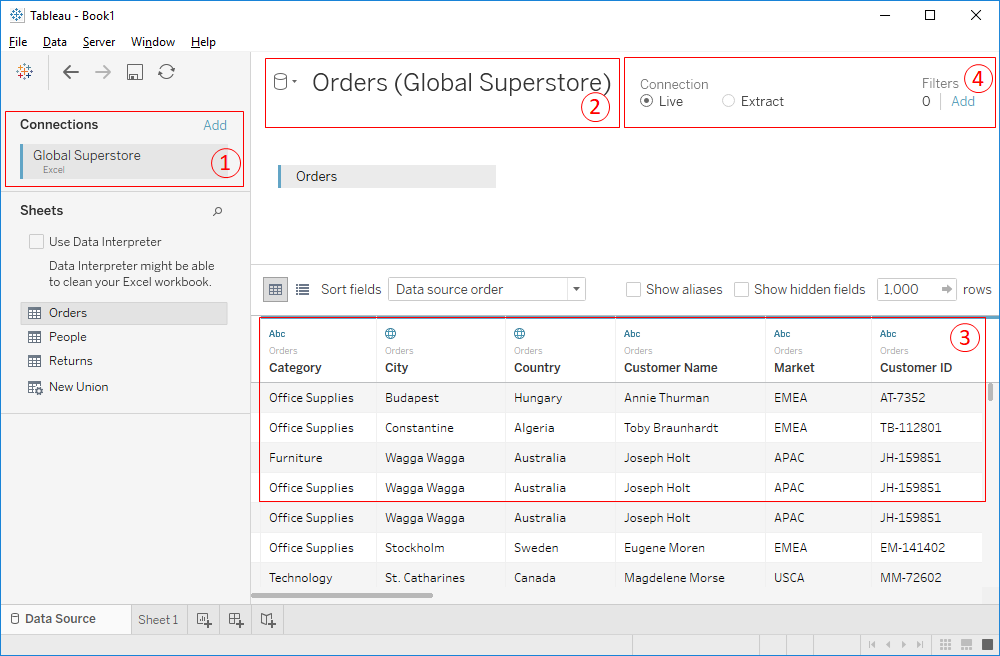 Tableau - Book1
File Data Server Window Help
Connections Add
Global Superstore
Excel
1
Sheets
Use Data Interpreter
Data Interpreter might be able
to clean your Excel workbook.
Orders
People
Returns
New Union
Orders (Global Superstore)
2
Connection
Live Extract
Filters
0 Add
4
Orders
Sort fields Data source order Show aliases Show hidden fields 1,000 rows
Abc Abc Abc Abc
3
Orders Orders Orders Orders Orders Orders
Category City Country Customer Name Market Customer ID
Office Supplies Budapest Hungary Annie Thurman EMEA AT-7352
Office Supplies Constantine Algeria Toby Braunhardt EMEA TB-112801
Furniture Wagga Wagga Australia Joseph Holt APAC JH-159851
Office Supplies Wagga Wagga Australia Joseph Holt APAC JH-159851
Office Supplies Wagga Wagga Australia Joseph Holt APAC JH-159851
Office Supplies Stockholm Sweden Eugene Moren EMEA EM-141402
Technology St. Catharines Canada Magdelene Morse USCA MM-72602
Data Source Sheet 1